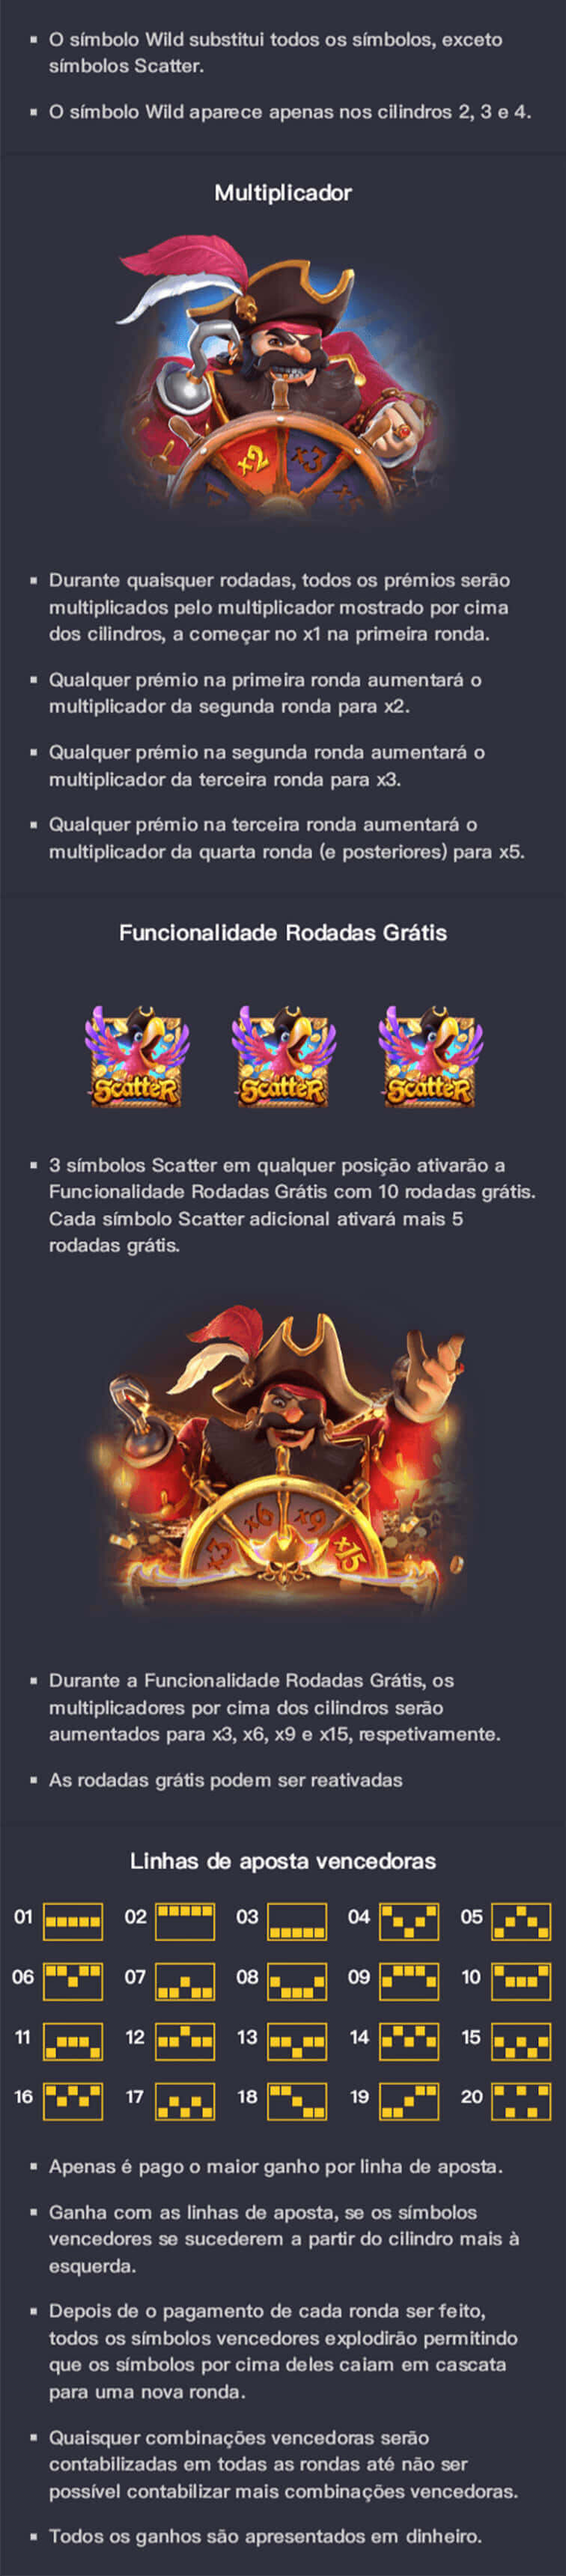 O símbolo Wild substitui todos os símbolos, exceto
símbolos Scatter.
O símbolo Wild aparece apenas nos cilindros 2, 3 e 4.
Multiplicador
x2
x3
Durante quaisquer rodadas, todos os prémios serão
multiplicados pelo multiplicador mostrado por cima
dos cilindros, a começar no x1 na primeira ronda.
Qualquer prémio na primeira ronda aumentará o
multiplicador da segunda ronda para x2.
Qualquer prémio na segunda ronda aumentará o
multiplicador da terceira ronda para x3.
Qualquer prémio na terceira ronda aumentará o
multiplicador da quarta ronda (e posteriores) para x5.
Funcionalidade Rodadas Grátis
Scatter Scatter Scatter
3 símbolos Scatter em qualquer posição ativarão a
Funcionalidade Rodadas Grátis com 10 rodadas grátis.
Cada símbolo Scatter adicional ativará mais 5
rodadas grátis.
x3 x6 x9 x15
Durante a Funcionalidade Rodadas Grátis, os
multiplicadores por cima dos cilindros serão
aumentados para x3, x6, x9 e x15, respetivamente.
As rodadas grátis podem ser reativadas
Linhas de aposta vencedoras
01 02 03 04 05
06 07 08 09 10
11 12 13 14 15
16 17 18 19 20
Apenas é pago o maior ganho por linha de aposta.
Ganha com as linhas de aposta, se os símbolos
vencedores se sucederem a partir do cilindro mais à
esquerda.
Depois de o pagamento de cada ronda ser feito,
todos os símbolos vencedores explodirão permitindo
que os símbolos por cima deles caiam em cascata
para uma nova ronda.
Quaisquer combinações vencedoras serão
contabilizadas em todas as rondas até não ser
possível contabilizar mais combinações vencedoras.
Todos os ganhos são apresentados em dinheiro.